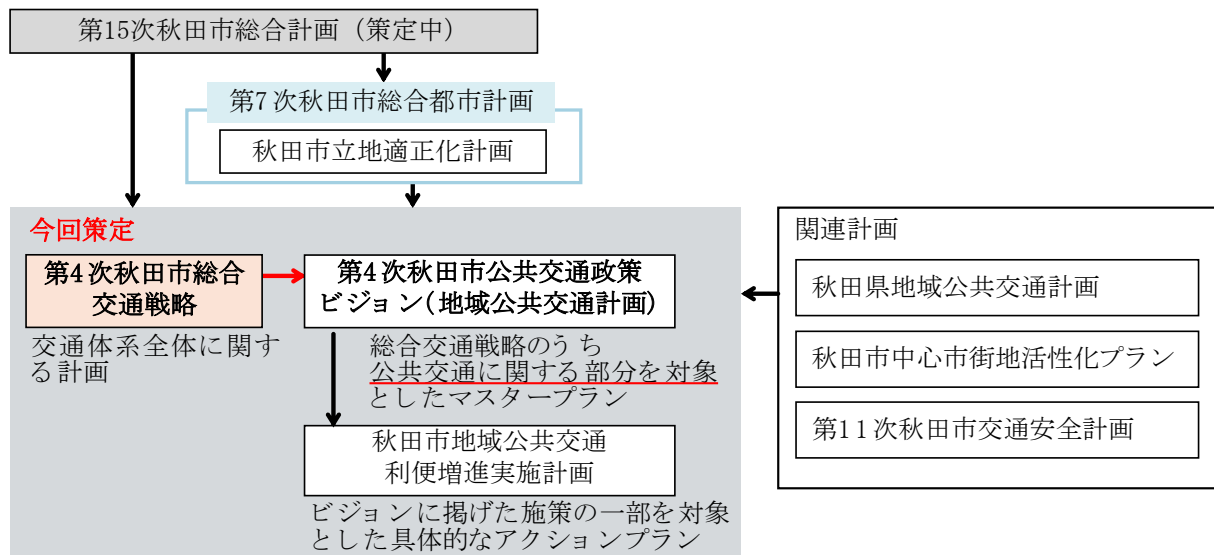 第15次秋田市総合計画（策定中）
第7次秋田市総合都市計画
秋田市立地適正化計画
今回策定
第4次秋田市総合
交通戦略
交通体系全体に関す
る計画
第4次秋田市公共交通政策
ビジョン(地域公共交通計画)
総合交通戦略のうち
公共交通に関する部分を対象
としたマスタープラン
秋田市地域公共交通
利便増進実施計画
ビジョンに掲げた施策の一部を対象
とした具体的なアクションプラン
関連計画
秋田県地域公共交通計画
秋田市中心市街地活性化プラン
第11次秋田市交通安全計画